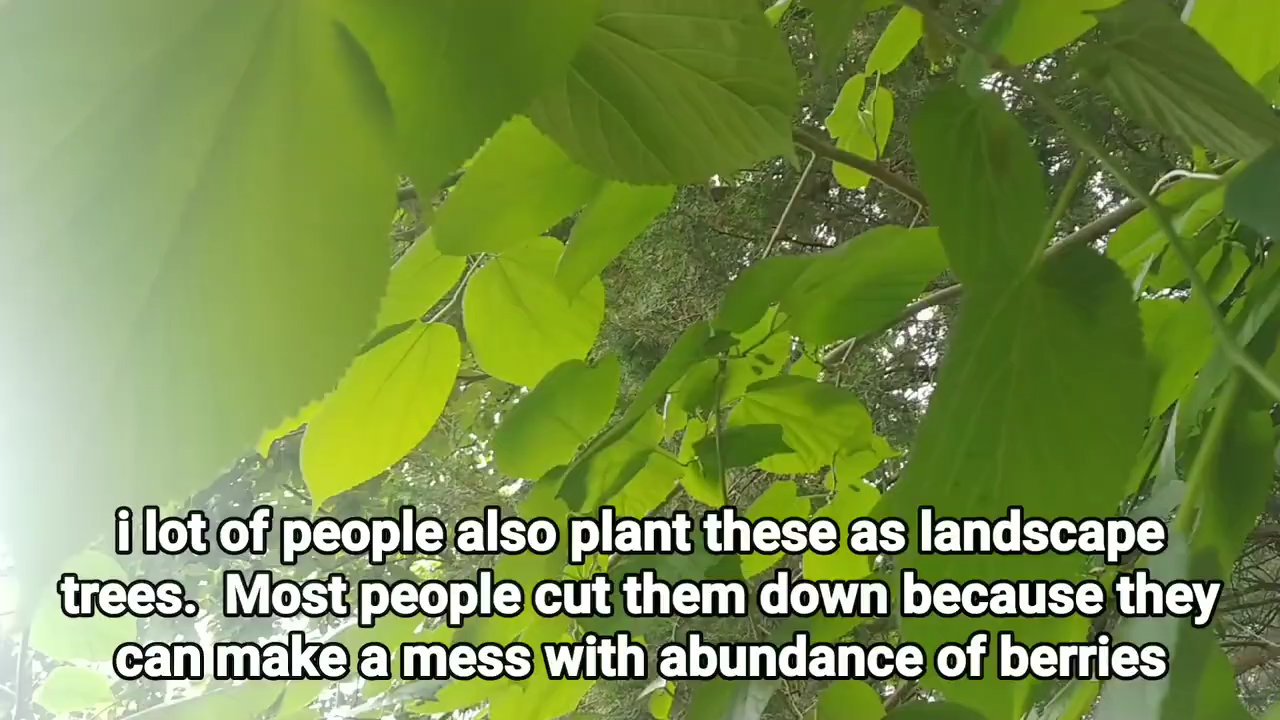 i lot of people also plant these as landscape
trees.  Most people cut them down because they
can make a mess with abundance of berries